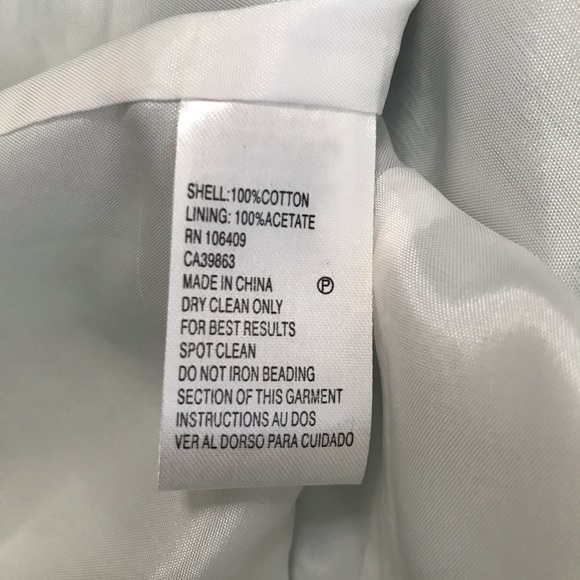 SHELL:100%COTTON
LINING: 100%ACETATE
RN 106409
CA39863
MADE IN CHINA Ⓟ
DRY CLEAN ONLY
FOR BEST RESULTS
SPOT CLEAN
DO NOT IRON BEADING
SECTION OF THIS GARMENT
INSTRUCTIONS AU DOS
VER AL DORSO PARA CUIDADO